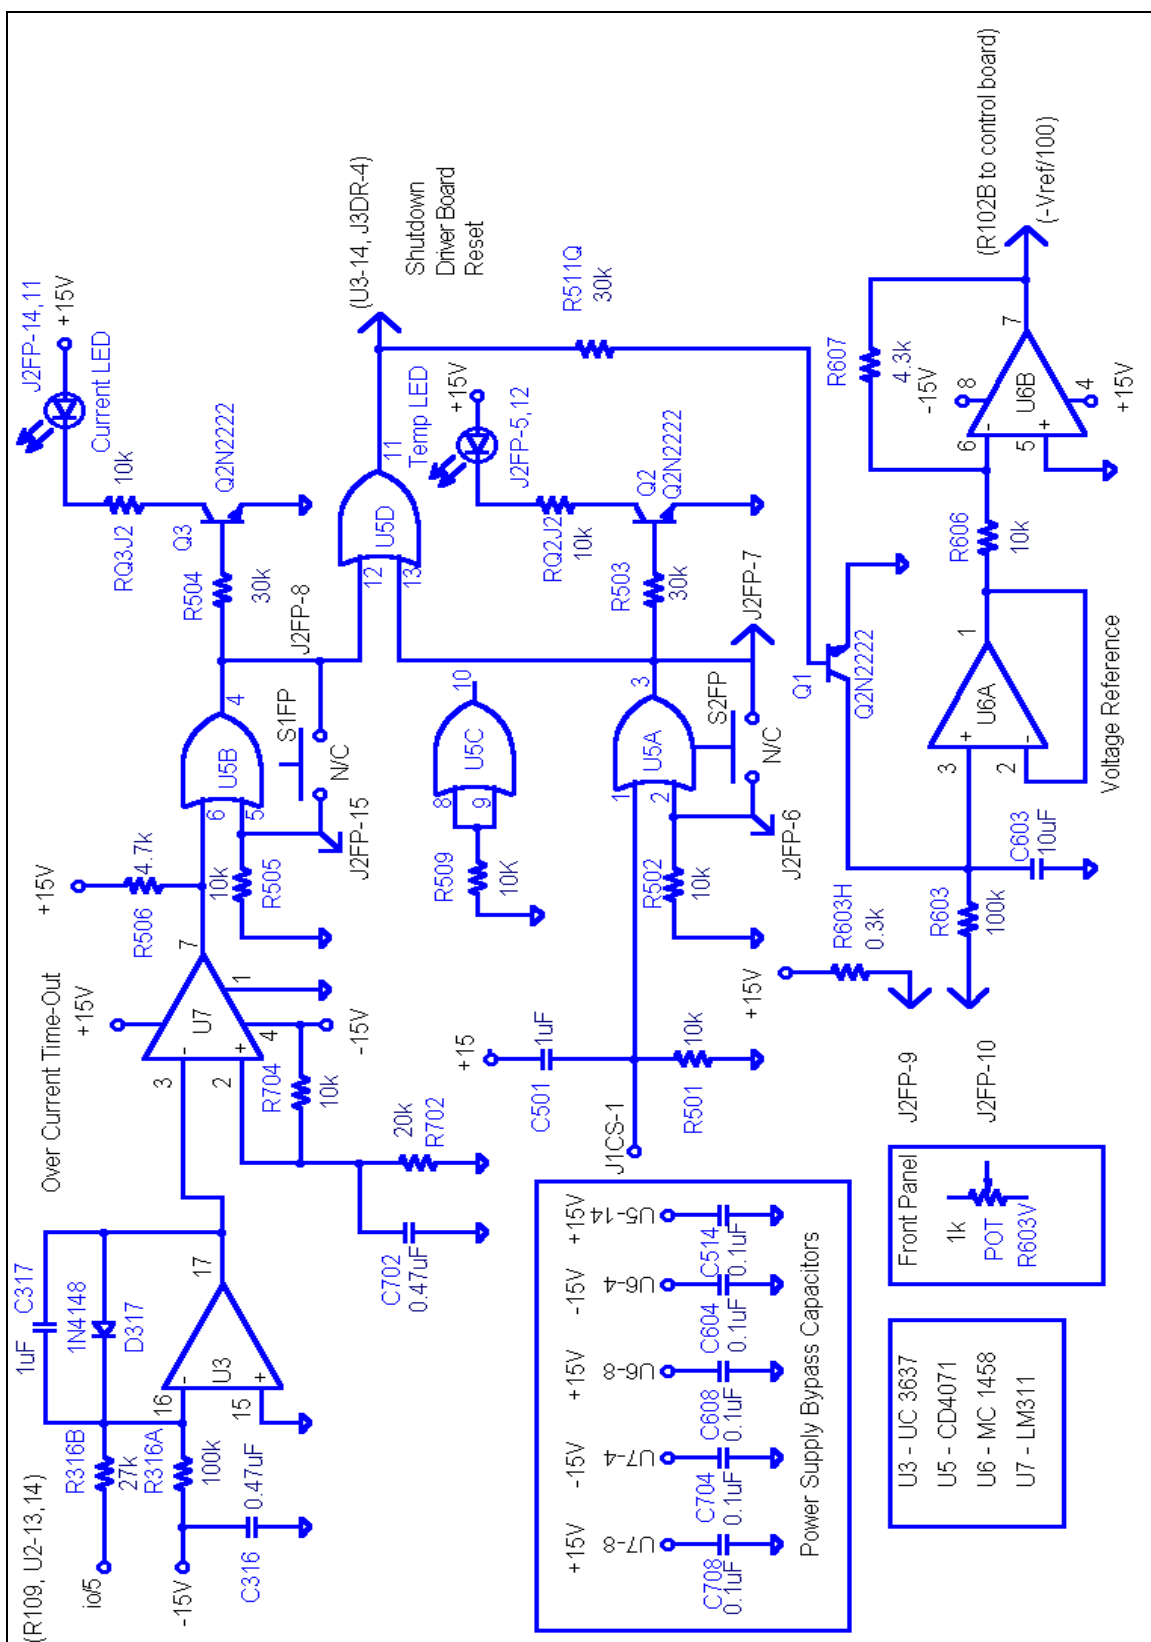 (R109, U2-13,14)
io/5
-15V
R316B
27k
R316A
100k
C316
0.47uF
1uF
C317
1N4148
D317
16
15
-
+
U3
17
Over Current Time-Out
3
2
-
+
U7
+15V
7
1
4
-15V
R704
10k
20k
R702
C702
0.47uF
+15V
R506
4.7k
10k
R505
6
5
U5B
4
J2FP-15
S1FP
N/C
J2FP-8
R504
30k
Q3
Q2N2222
RQ3J2
10k
Current LED
J2FP-14,11
+15V
12
13
U5D
11
(U3-14, J3DR-4)
Shutdown
Driver Board
Reset
R509
10K
8
9
U5C
10
Temp LED
+15V
J2FP-5,12
RQ2J2
10k
Q2
Q2N2222
R503
30k
J2FP-7
+15
C501
1uF
J1CS-1
R501
10k
1
2
U5A
3
R502
10k
J2FP-6
S2FP
N/C
R511Q
30k
Q1
Q2N2222
+15V
R603H
0.3k
J2FP-9
J2FP-10
R603
100k
C603
10uF
3
2
+
-
U6A
1
Voltage Reference
R606
10k
6
5
-
+
U6B
7
-15V
8
4
+15V
R607
4.3k
(R102B to control board)
(-Vref/100)
+15V
-15V
+15V
-15V
+15V
U7-8
U7-4
U6-8
U6-4
U5-14
C708
0.1uF
C704
0.1uF
C608
0.1uF
C604
0.1uF
C514
0.1uF
Power Supply Bypass Capacitors
U3 - UC 3637
U5 - CD4071
U6 - MC 1458
U7 - LM311
Front Panel
1k
POT
R603V